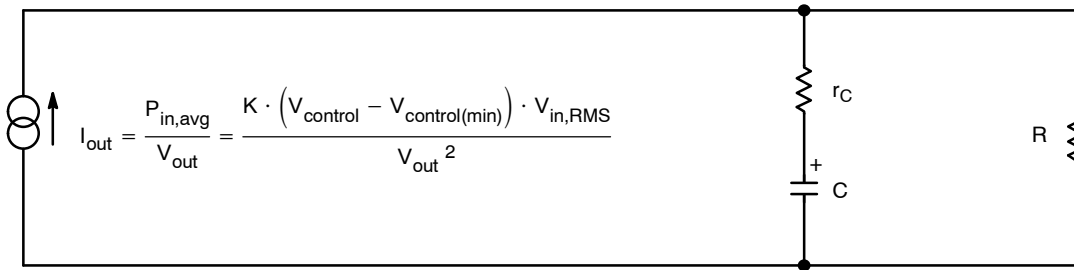 I_out = P_in,avg / V_out = K · (V_control − V_control(min)) · V_in,RMS / V_out^2
r_C
+
C
R